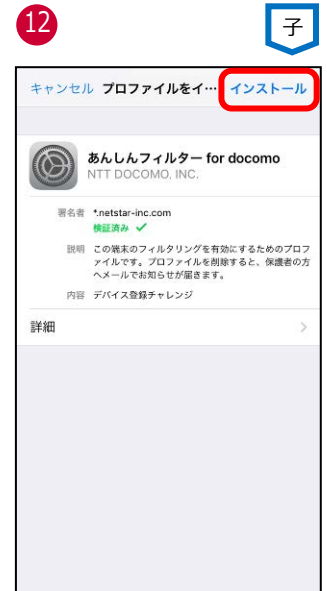 12
子
キャンセル プロファイルをイ… インストール
あんしんフィルター for docomo
NTT DOCOMO, INC.
署名者 *.netstar-inc.com
検証済み ✓
説明 この端末のフィルタリングを有効にするためのプロフ
ァイルです。プロファイルを削除すると、保護者の方
へメールでお知らせが届きます。
内容 デバイス登録チャレンジ
詳細 >